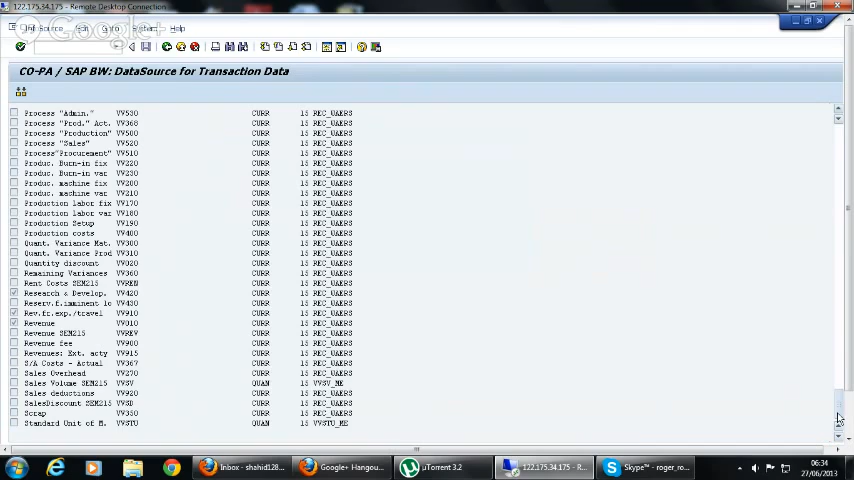 122.175.34.175 - Remote Desktop Connection
InfoSource Edit Goto System Help
Google+
CO-PA / SAP BW: DataSource for Transaction Data
Process "Admin." VV530 CURR 15 REC_WAERS
Process "Prod." Act. VV368 CURR 15 REC_WAERS
Process "Production" VV500 CURR 15 REC_WAERS
Process "Sales" VV520 CURR 15 REC_WAERS
Process"Procurement" VV510 CURR 15 REC_WAERS
Produc. Burn-in fix VV220 CURR 15 REC_WAERS
Produc. Burn-in var VV230 CURR 15 REC_WAERS
Produc. machine fix VV200 CURR 15 REC_WAERS
Produc. machine var VV210 CURR 15 REC_WAERS
Production labor fix VV170 CURR 15 REC_WAERS
Production labor var VV180 CURR 15 REC_WAERS
Production Setup VV190 CURR 15 REC_WAERS
Production costs VV400 CURR 15 REC_WAERS
Quant. Variance Mat. VV300 CURR 15 REC_WAERS
Quant. Variance Prod VV310 CURR 15 REC_WAERS
Quantity discount VV020 CURR 15 REC_WAERS
Remaining Variances VV360 CURR 15 REC_WAERS
Rent Costs SEM215 VVREN CURR 15 REC_WAERS
Research & Develop. VV420 CURR 15 REC_WAERS
Reserv.f.imminent lo VV430 CURR 15 REC_WAERS
Rev.fr.exp./travel VV910 CURR 15 REC_WAERS
Revenue VV010 CURR 15 REC_WAERS
Revenue SEM215 VVREV CURR 15 REC_WAERS
Revenue fee VV900 CURR 15 REC_WAERS
Revenues: Ext. acty VV915 CURR 15 REC_WAERS
S/A Costs - Actual VV367 CURR 15 REC_WAERS
Sales Overhead VV270 CURR 15 REC_WAERS
Sales Volume SEM215 VVSV QUAN 15 VVSV_ME
Sales deductions VV920 CURR 15 REC_WAERS
SalesDiscount SEM215 VVSD CURR 15 REC_WAERS
Scrap VV350 CURR 15 REC_WAERS
Standard Unit of M. VVSTU QUAN 15 VVSTU_ME
Inbox - shahid128... Google+ Hangou... µTorrent 3.2 122.175.34.175 - R... Skype™ - roger_ro... 06:34
27/06/2013